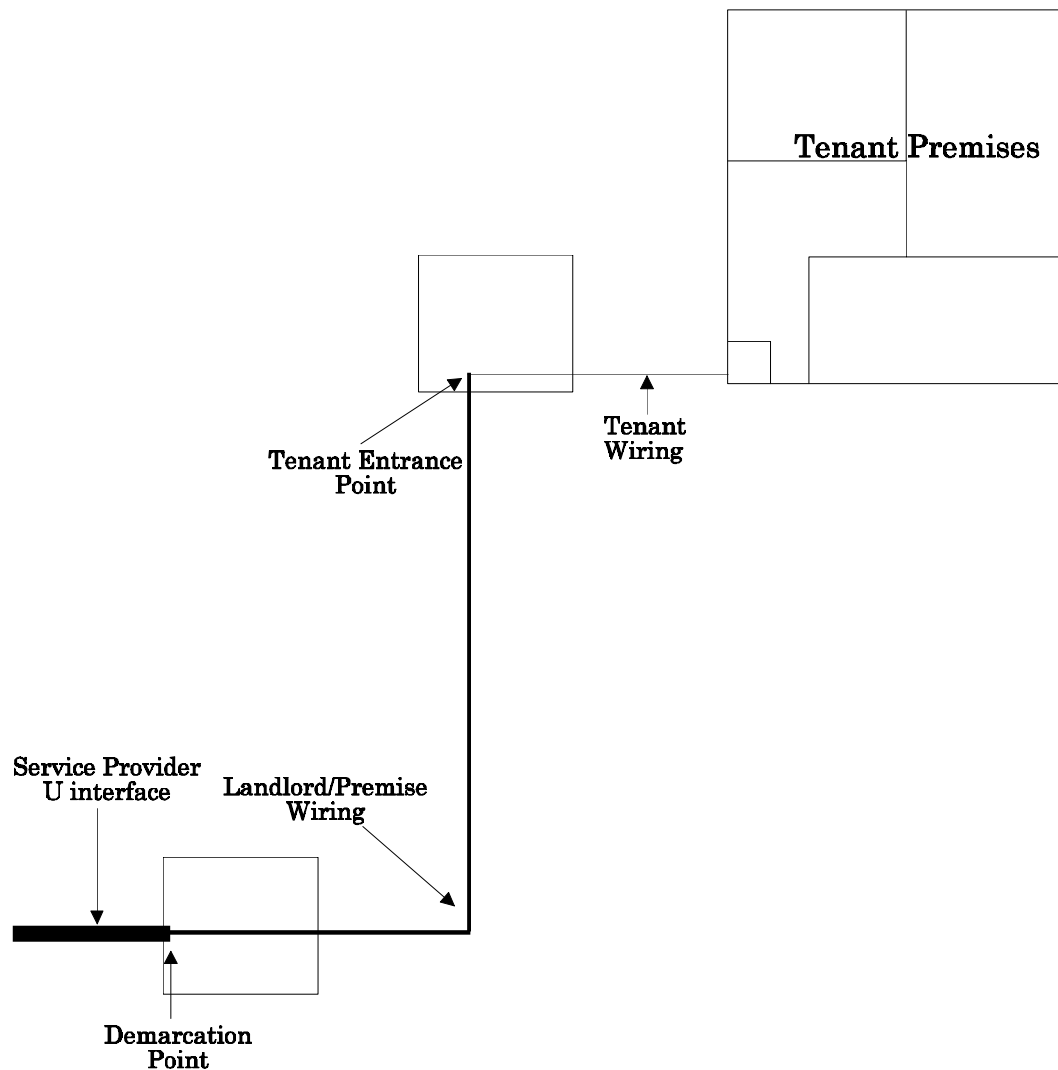 Tenant Premises
Tenant
Wiring
Tenant Entrance
Point
Service Provider
U interface
Landlord/Premise
Wiring
Demarcation
Point